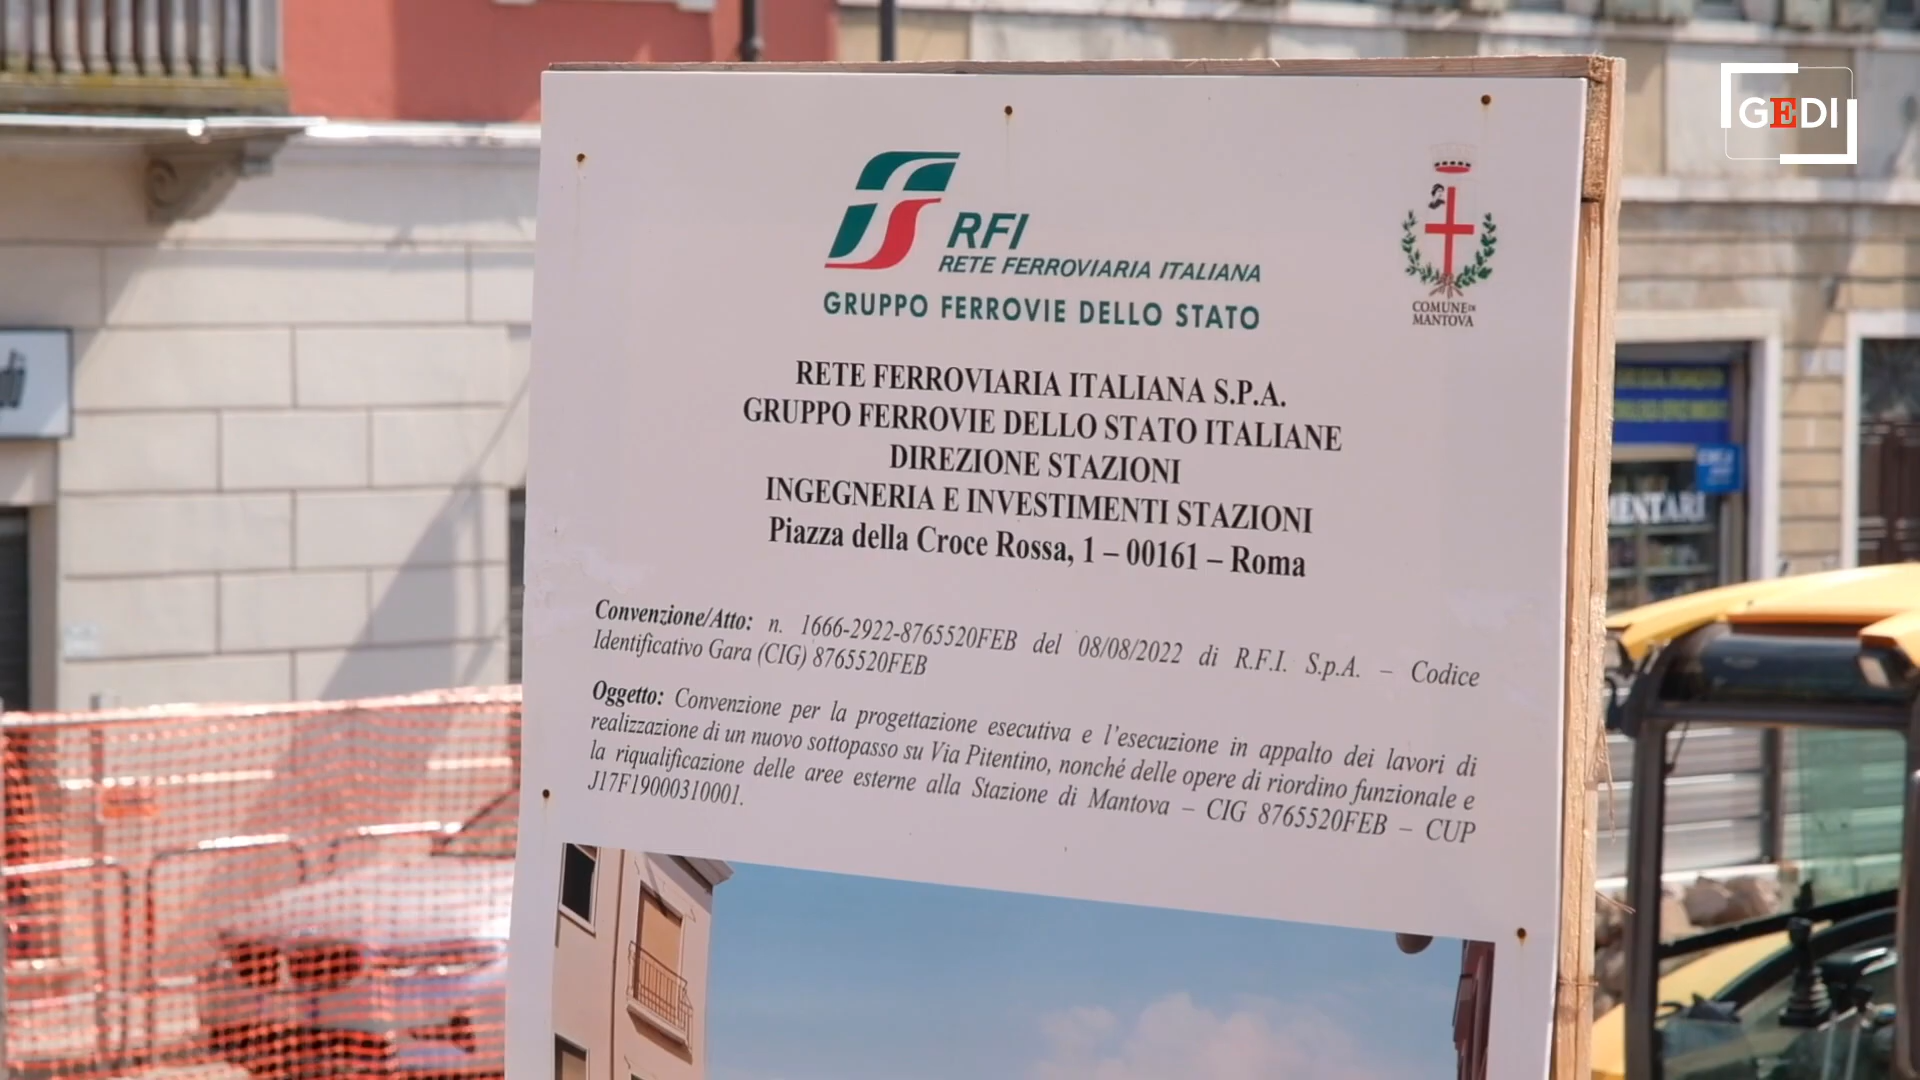 GEDI
RFI
RETE FERROVIARIA ITALIANA
GRUPPO FERROVIE DELLO STATO
COMUNE DI
MANTOVA
RETE FERROVIARIA ITALIANA S.P.A.
GRUPPO FERROVIE DELLO STATO ITALIANE
DIREZIONE STAZIONI
INGEGNERIA E INVESTIMENTI STAZIONI
Piazza della Croce Rossa, 1 – 00161 – Roma
Convenzione/Atto: n. 1666-2922-8765520FEB del 08/08/2022 di R.F.I. S.p.A. – Codice
Identificativo Gara (CIG) 8765520FEB
Oggetto: Convenzione per la progettazione esecutiva e l'esecuzione in appalto dei lavori di
realizzazione di un nuovo sottopasso su Via Pitentino, nonché delle opere di riordino funzionale e
la riqualificazione delle aree esterne alla Stazione di Mantova – CIG 8765520FEB – CUP
J17F19000310001.